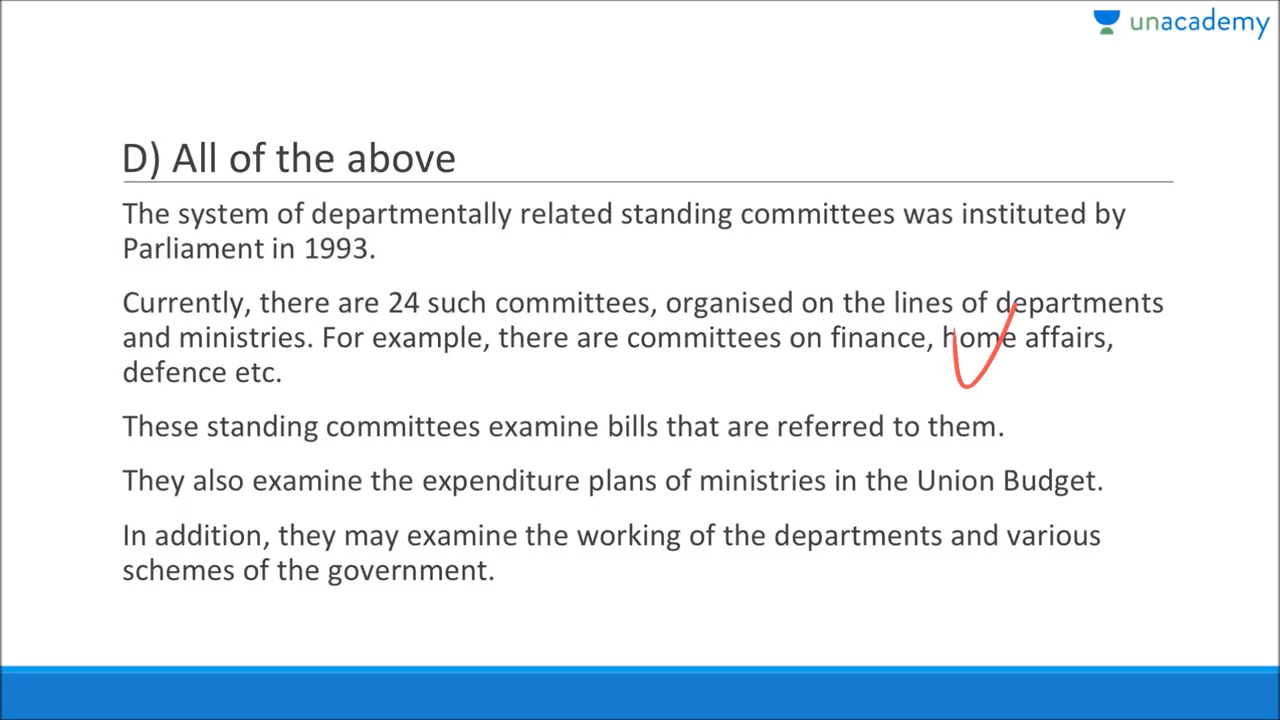 unacademy
D) All of the above
The system of departmentally related standing committees was instituted by
Parliament in 1993.
Currently, there are 24 such committees, organised on the lines of departments
and ministries. For example, there are committees on finance, home affairs,
defence etc.
These standing committees examine bills that are referred to them.
They also examine the expenditure plans of ministries in the Union Budget.
In addition, they may examine the working of the departments and various
schemes of the government.